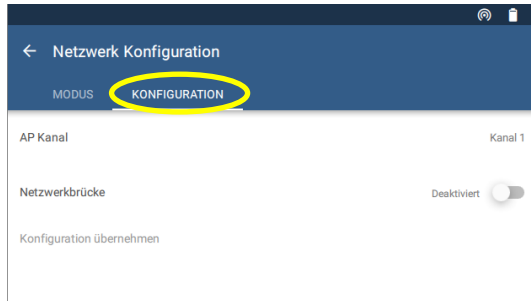 Netzwerk Konfiguration
MODUS KONFIGURATION
AP Kanal Kanal 1
Netzwerkbrücke Deaktiviert
Konfiguration übernehmen